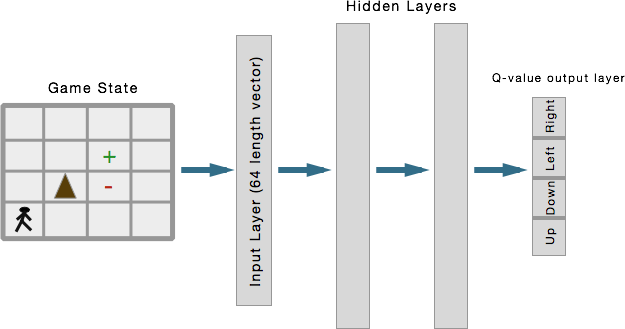 Hidden Layers
Q-value output layer
Game State
Input Layer (64 length vector)
Right
Left
Down
Up
+
-